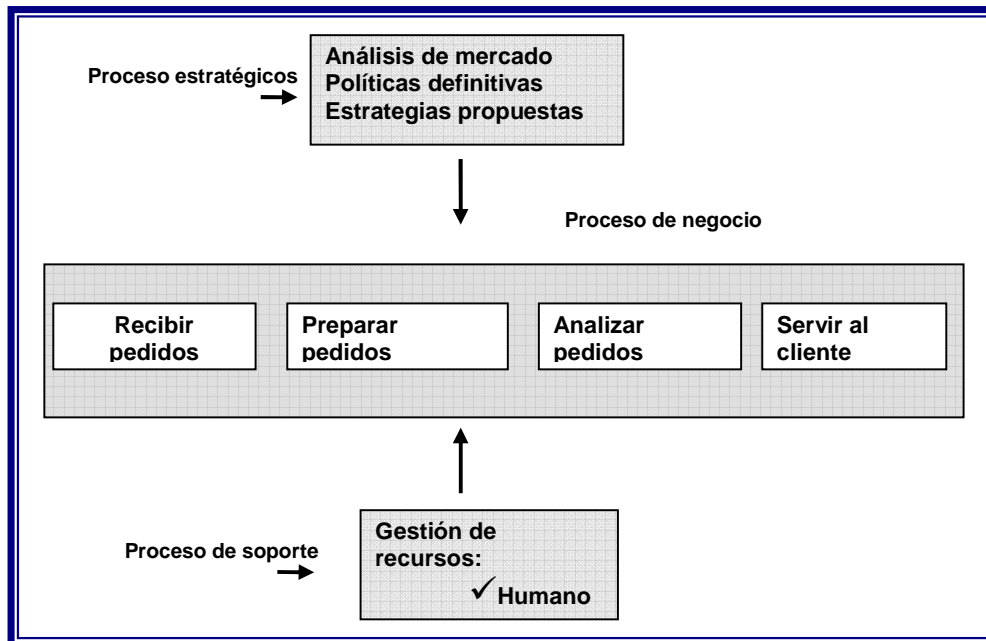 Proceso estratégicos
Análisis de mercado
Políticas definitivas
Estrategias propuestas
Proceso de negocio
Recibir
pedidos
Preparar
pedidos
Analizar
pedidos
Servir al
cliente
Proceso de soporte
Gestión de
recursos:
✓Humano